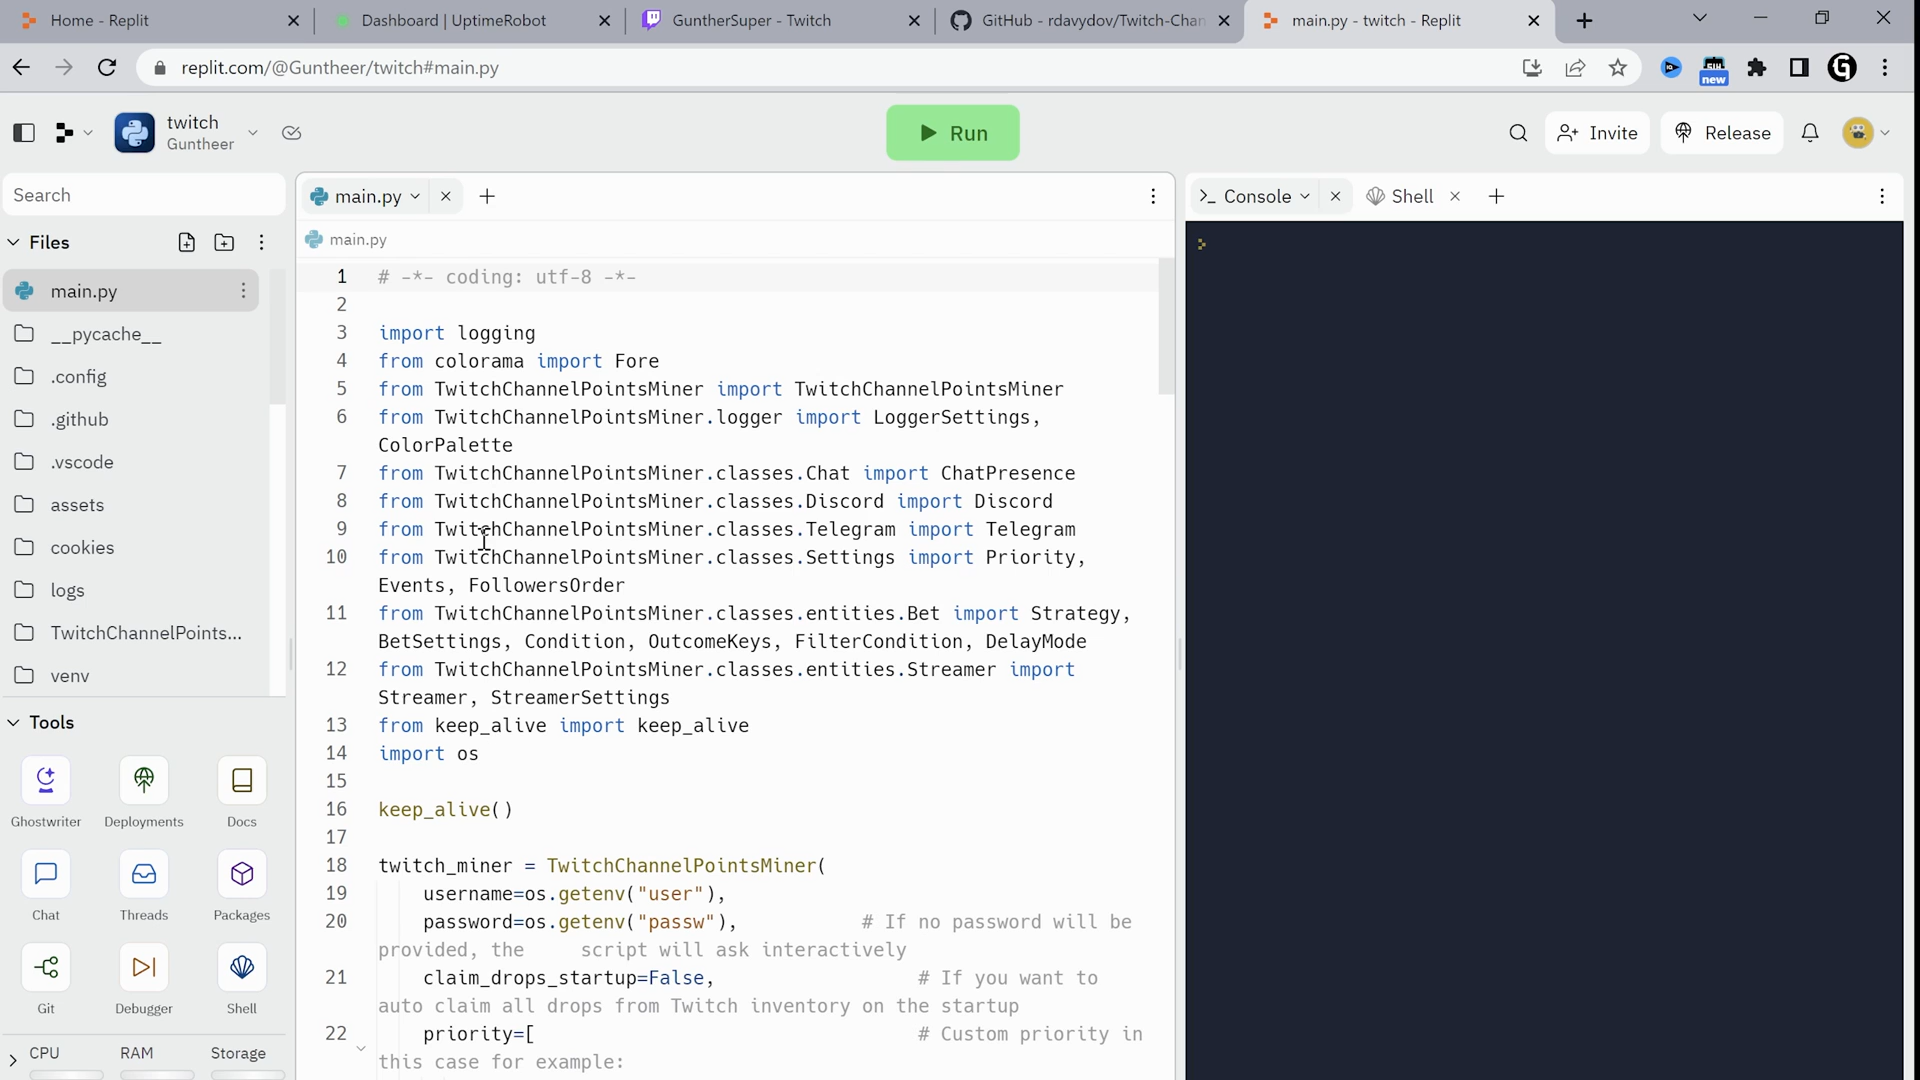 Home - Replit
Dashboard | UptimeRobot
GuntherSuper - Twitch
GitHub - rdavydov/Twitch-Chan
main.py - twitch - Replit
replit.com/@Guntheer/twitch#main.py
new
twitch
Guntheer
Run
Invite
Release
Search
main.py
Console
Shell
Files
main.py
main.py
__pycache__
.config
.github
.vscode
assets
cookies
logs
TwitchChannelPoints...
venv
Tools
Ghostwriter
Deployments
Docs
Chat
Threads
Packages
Git
Debugger
Shell
CPU
RAM
Storage
1 # -*- coding: utf-8 -*-
2
3 import logging
4 from colorama import Fore
5 from TwitchChannelPointsMiner import TwitchChannelPointsMiner
6 from TwitchChannelPointsMiner.logger import LoggerSettings,
ColorPalette
7 from TwitchChannelPointsMiner.classes.Chat import ChatPresence
8 from TwitchChannelPointsMiner.classes.Discord import Discord
9 from TwitchChannelPointsMiner.classes.Telegram import Telegram
10 from TwitchChannelPointsMiner.classes.Settings import Priority,
Events, FollowersOrder
11 from TwitchChannelPointsMiner.classes.entities.Bet import Strategy,
BetSettings, Condition, OutcomeKeys, FilterCondition, DelayMode
12 from TwitchChannelPointsMiner.classes.entities.Streamer import
Streamer, StreamerSettings
13 from keep_alive import keep_alive
14 import os
15
16 keep_alive()
17
18 twitch_miner = TwitchChannelPointsMiner(
19 username=os.getenv("user"),
20 password=os.getenv("passw"), # If no password will be
provided, the script will ask interactively
21 claim_drops_startup=False, # If you want to
auto claim all drops from Twitch inventory on the startup
22 priority=[ # Custom priority in
this case for example: